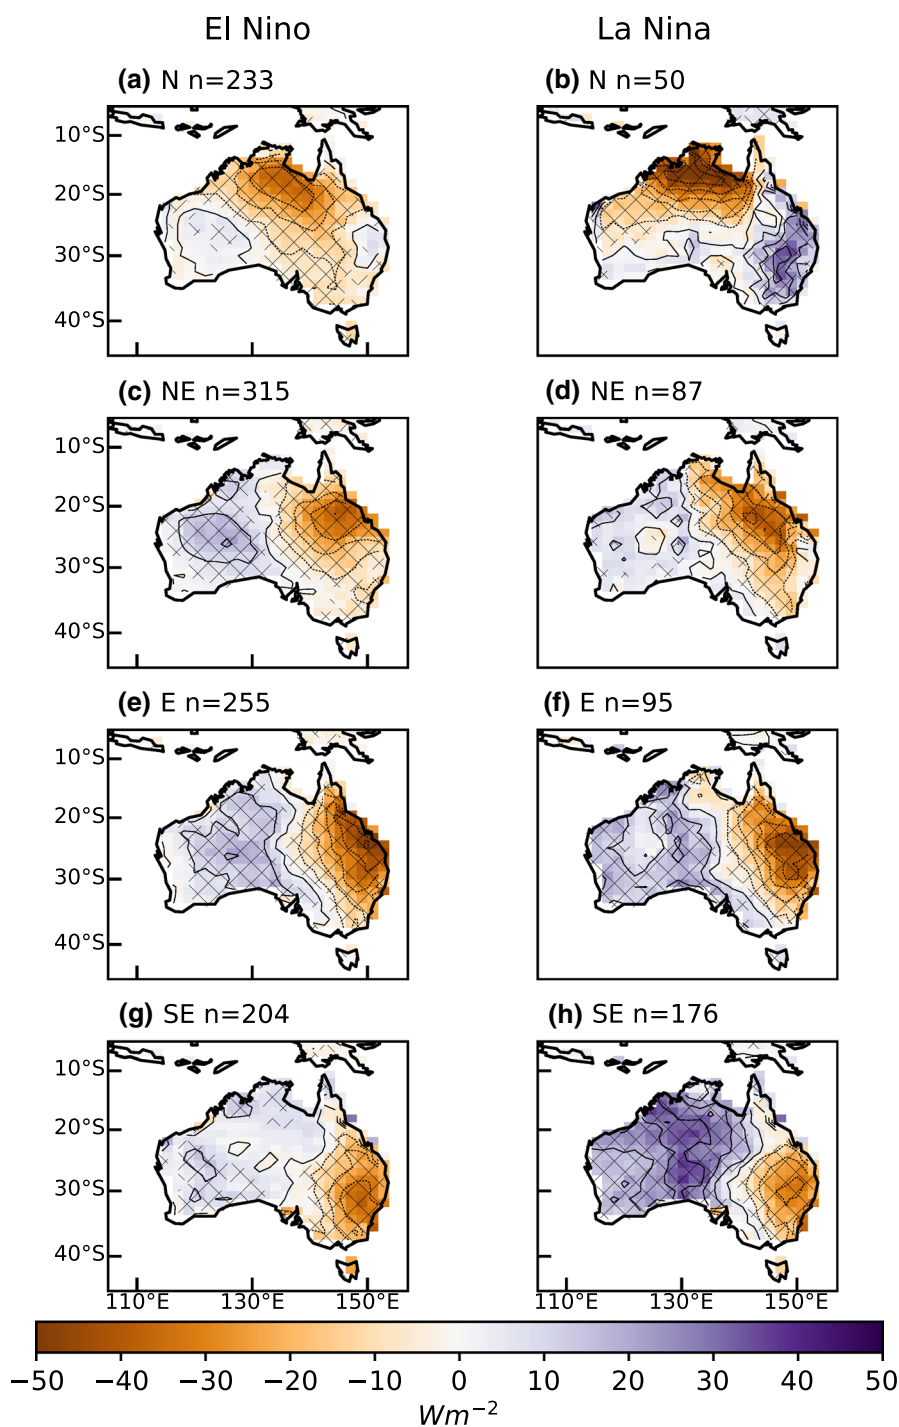 El Nino La Nina
(a) N n=233 (b) N n=50
10°S
20°S
30°S
40°S
(c) NE n=315 (d) NE n=87
10°S
20°S
30°S
40°S
(e) E n=255 (f) E n=95
10°S
20°S
30°S
40°S
(g) SE n=204 (h) SE n=176
10°S
20°S
30°S
40°S
110°E 130°E 150°E 110°E 130°E 150°E
−50 −40 −30 −20 −10 0 10 20 30 40 50
Wm⁻²